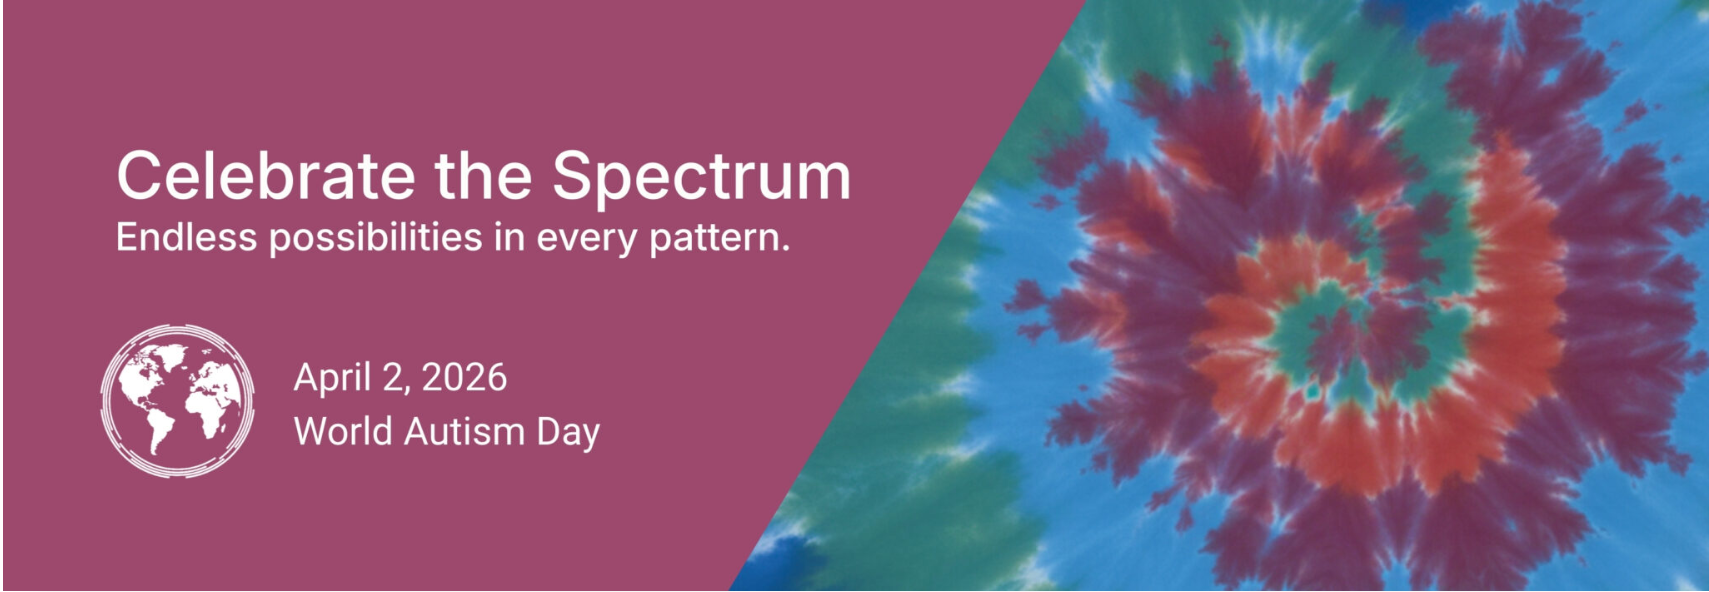 Celebrate the Spectrum
Endless possibilities in every pattern.
April 2, 2026
World Autism Day